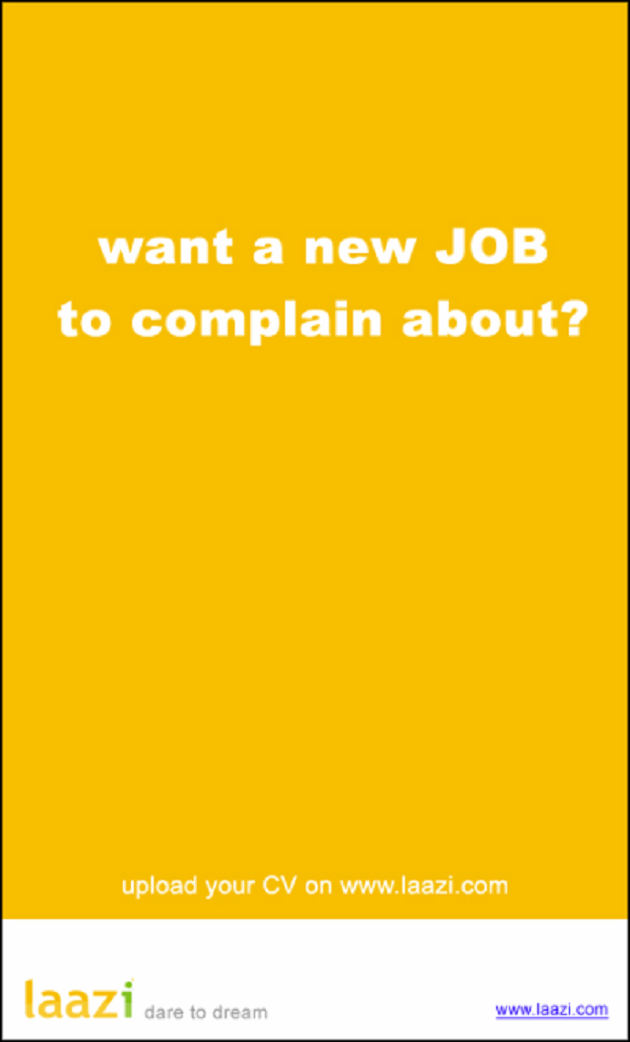 want a new JOB
to complain about?
upload your CV on www.laazi.com
laazi dare to dream
www.laazi.com